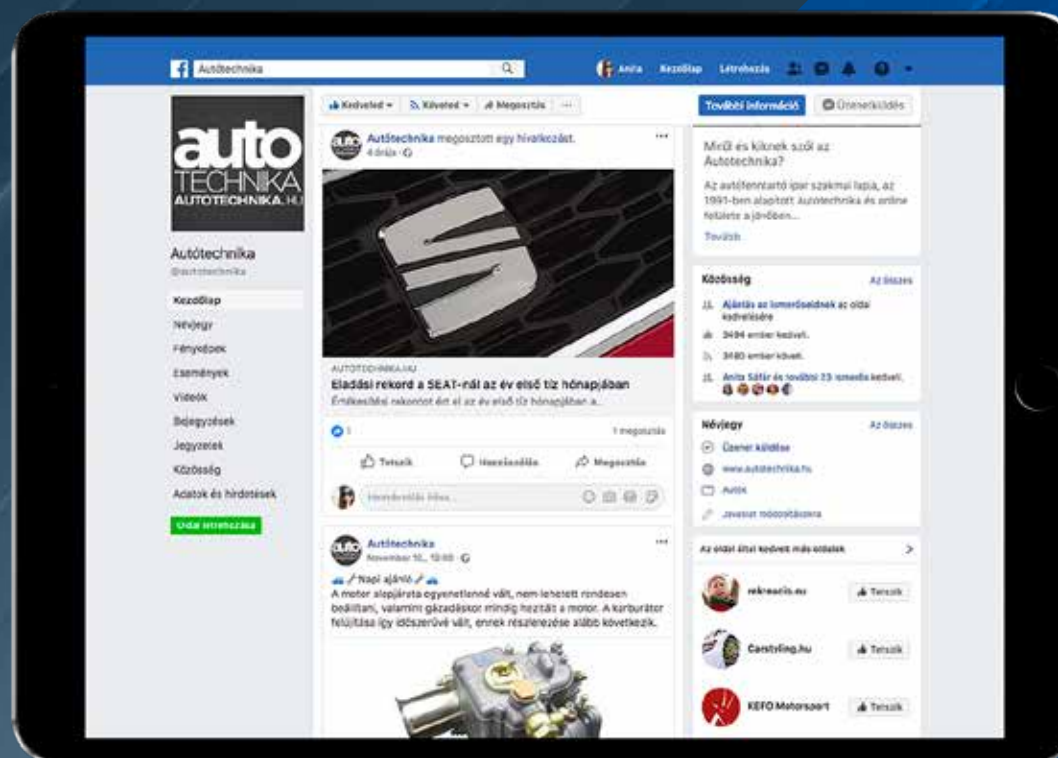 Autótechnika
Anita Kezdőlap Létrehozás
auto
TECHNIKA
AUTOTECHNIKA.HU
Autótechnika
@autotechnika
Kezdőlap
Névjegy
Fényképek
Események
Videók
Bejegyzések
Jegyzetek
Közösség
Adatok és hirdetések
Oldal létrehozása
Kedveled Követed Megosztás
További információ Üzenetküldés
auto
Autótechnika megosztott egy hivatkozást.
4 órája
AUTOTECHNIKA.HU
Eladási rekord a SEAT-nál az év első tíz hónapjában
Értékesítési rekordot ért el az év első tíz hónapjában a...
1
1 megosztás
Tetszik Hozzászólás Megosztás
Hozzászólás írása...
auto
Autótechnika
November
Napi ajánló
A motor alapjárata egyenetlenné vált, nem lehetett rendesen
beállítani, valamint gázadáskor mindig hezitált a motor. A karburátor
felújítása így időszerűvé vált, ennek részletezése alább következik.
Miről és kiknek szól az
Autotechnika?
Az autófenntartó ipar szakmai lapja, az
1991-ben alapított Autótechnika és online
felülete a jövőben...
Tovább
Közösség Az összes
Ajánlás az ismerőseidnek az oldal
kedvelésére
3494 ember kedveli.
3480 ember követi.
Anita Sáfár és további 23 ismerős kedveli.
Névjegy Az összes
Üzenet küldése
www.autotechnika.hu
Autók
Javaslat módosításokra
Az oldal által kedvelt más oldalak
rekreacio.eu Tetszik
Carstyling.hu Tetszik
KEFO Motorsport Tetszik